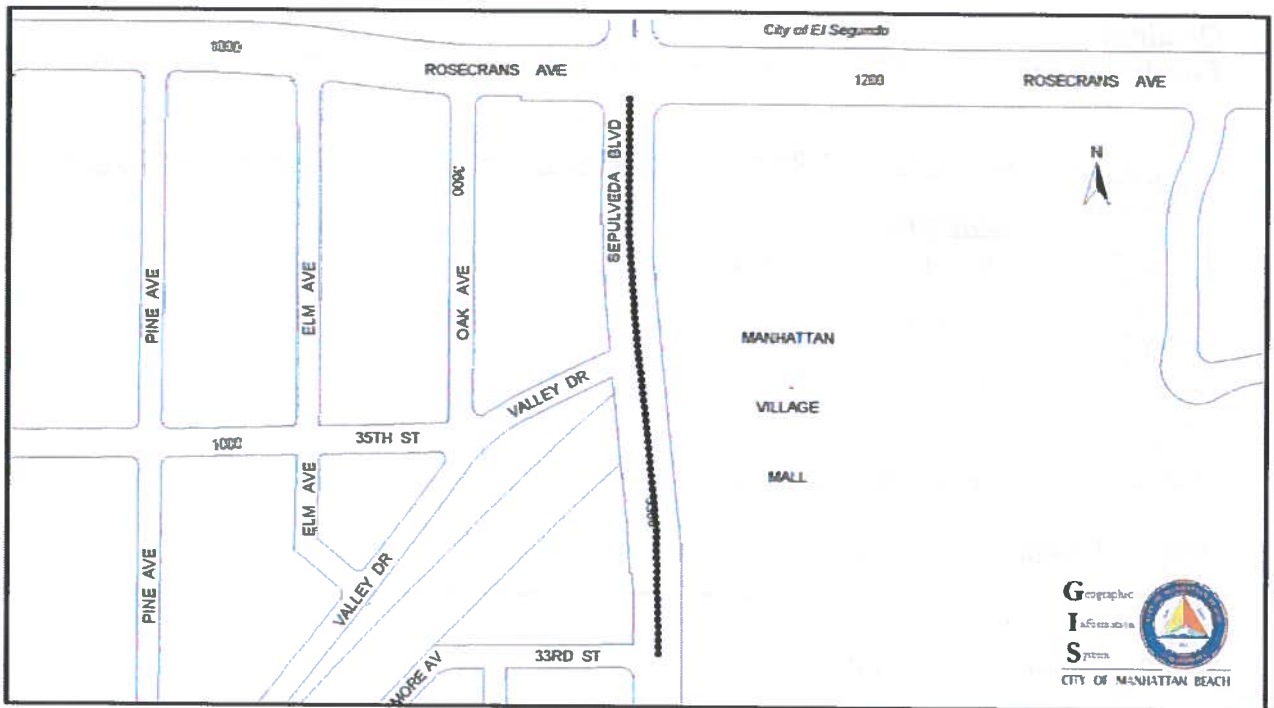 City of El Segundo
1000
ROSECRANS AVE
1200
ROSECRANS AVE
SEPULVEDA BLVD
N
3600
PINE AVE
ELM AVE
OAK AVE
MANHATTAN
VILLAGE
MALL
VALLEY DR
35TH ST
1000
ELM AVE
PINE AVE
VALLEY DR
33RD ST
MORE AV
Geographic
Information
System
CITY OF MANHATTAN BEACH